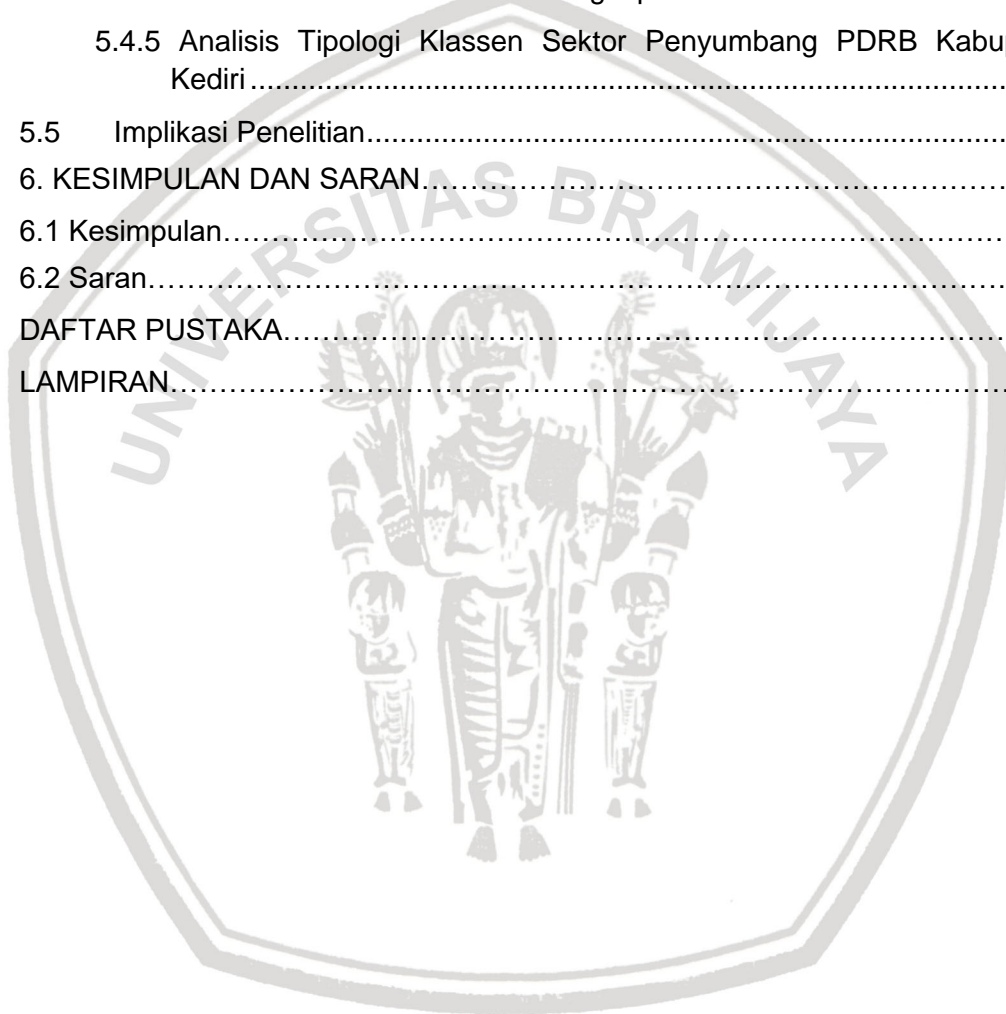 5.4.5 Analisis Tipologi Klassen Sektor Penyumbang PDRB Kabup
Kediri........................................................................................
5.5 Implikasi Penelitian.....................................................................................
6. KESIMPULAN DAN SARAN……………………………………………………
6.1 Kesimpulan……………………………………………………………………………
6.2 Saran……………………………………………………………………………………
DAFTAR PUSTAKA……………………………………………………………………
LAMPIRAN…………………………………………………………………………………
UNIVERSITAS BRAWIJAYA